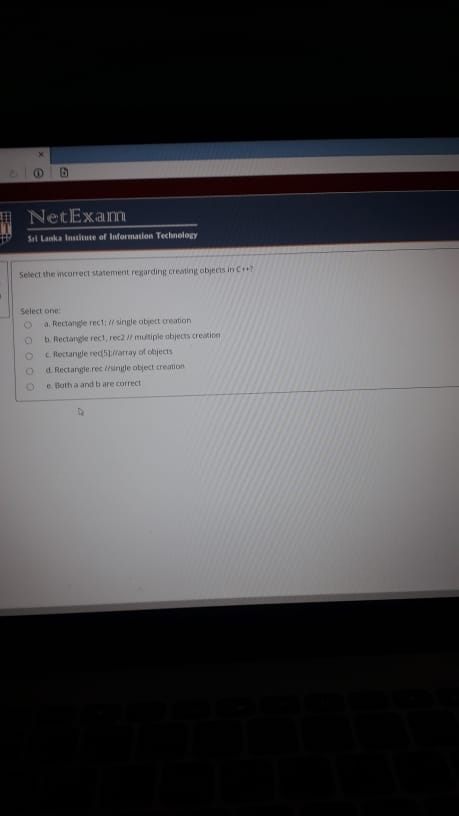 NetExam
Sri Lanka Institute of Information Technology
Select the incorrect statement regarding creating objects in C++?
Select one:
a. Rectangle rec1; // single object creation
b. Rectangle rec1, rec2 // multiple objects creation
c. Rectangle rec[5];//array of objects
d. Rectangle.rec //single object creation
e. Both a and b are correct